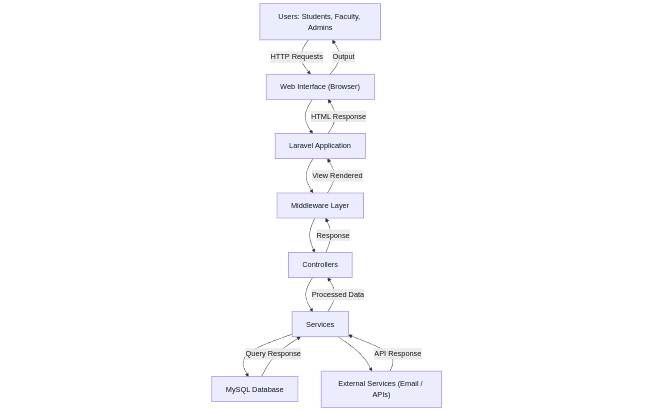 Users: Students, Faculty,
Admins
HTTP Requests
Output
Web Interface (Browser)
HTML Response
Laravel Application
View Rendered
Middleware Layer
Response
Controllers
Processed Data
Services
Query Response
API Response
MySQL Database
External Services (Email /
APIs)